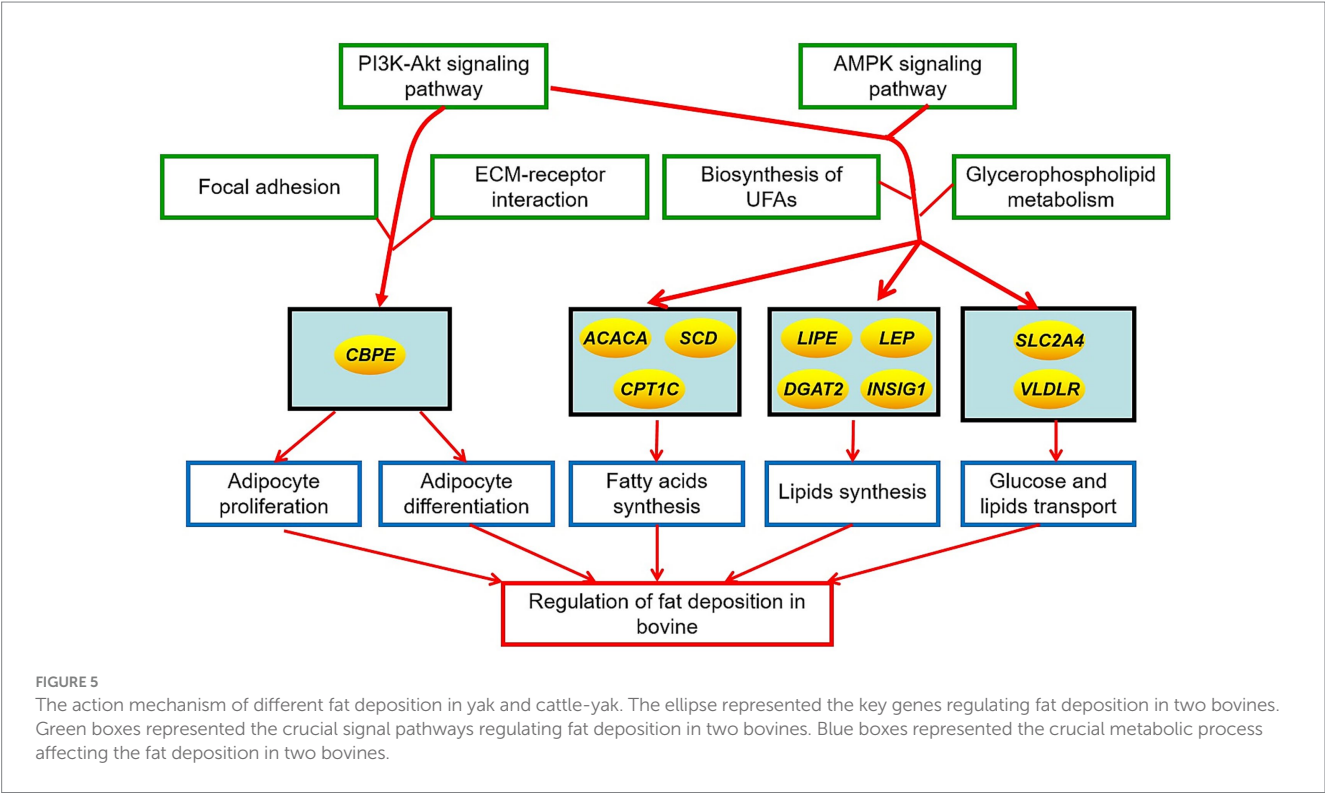 PI3K-Akt signaling
pathway
AMPK signaling
pathway
Focal adhesion
ECM-receptor
interaction
Biosynthesis of
UFAs
Glycerophospholipid
metabolism
CBPE
ACACA
SCD
CPT1C
LIPE
LEP
DGAT2
INSIG1
SLC2A4
VLDLR
Adipocyte
proliferation
Adipocyte
differentiation
Fatty acids
synthesis
Lipids synthesis
Glucose and
lipids transport
Regulation of fat deposition in
bovine
FIGURE 5
The action mechanism of different fat deposition in yak and cattle-yak. The ellipse represented the key genes regulating fat deposition in two bovines.
Green boxes represented the crucial signal pathways regulating fat deposition in two bovines. Blue boxes represented the crucial metabolic process
affecting the fat deposition in two bovines.